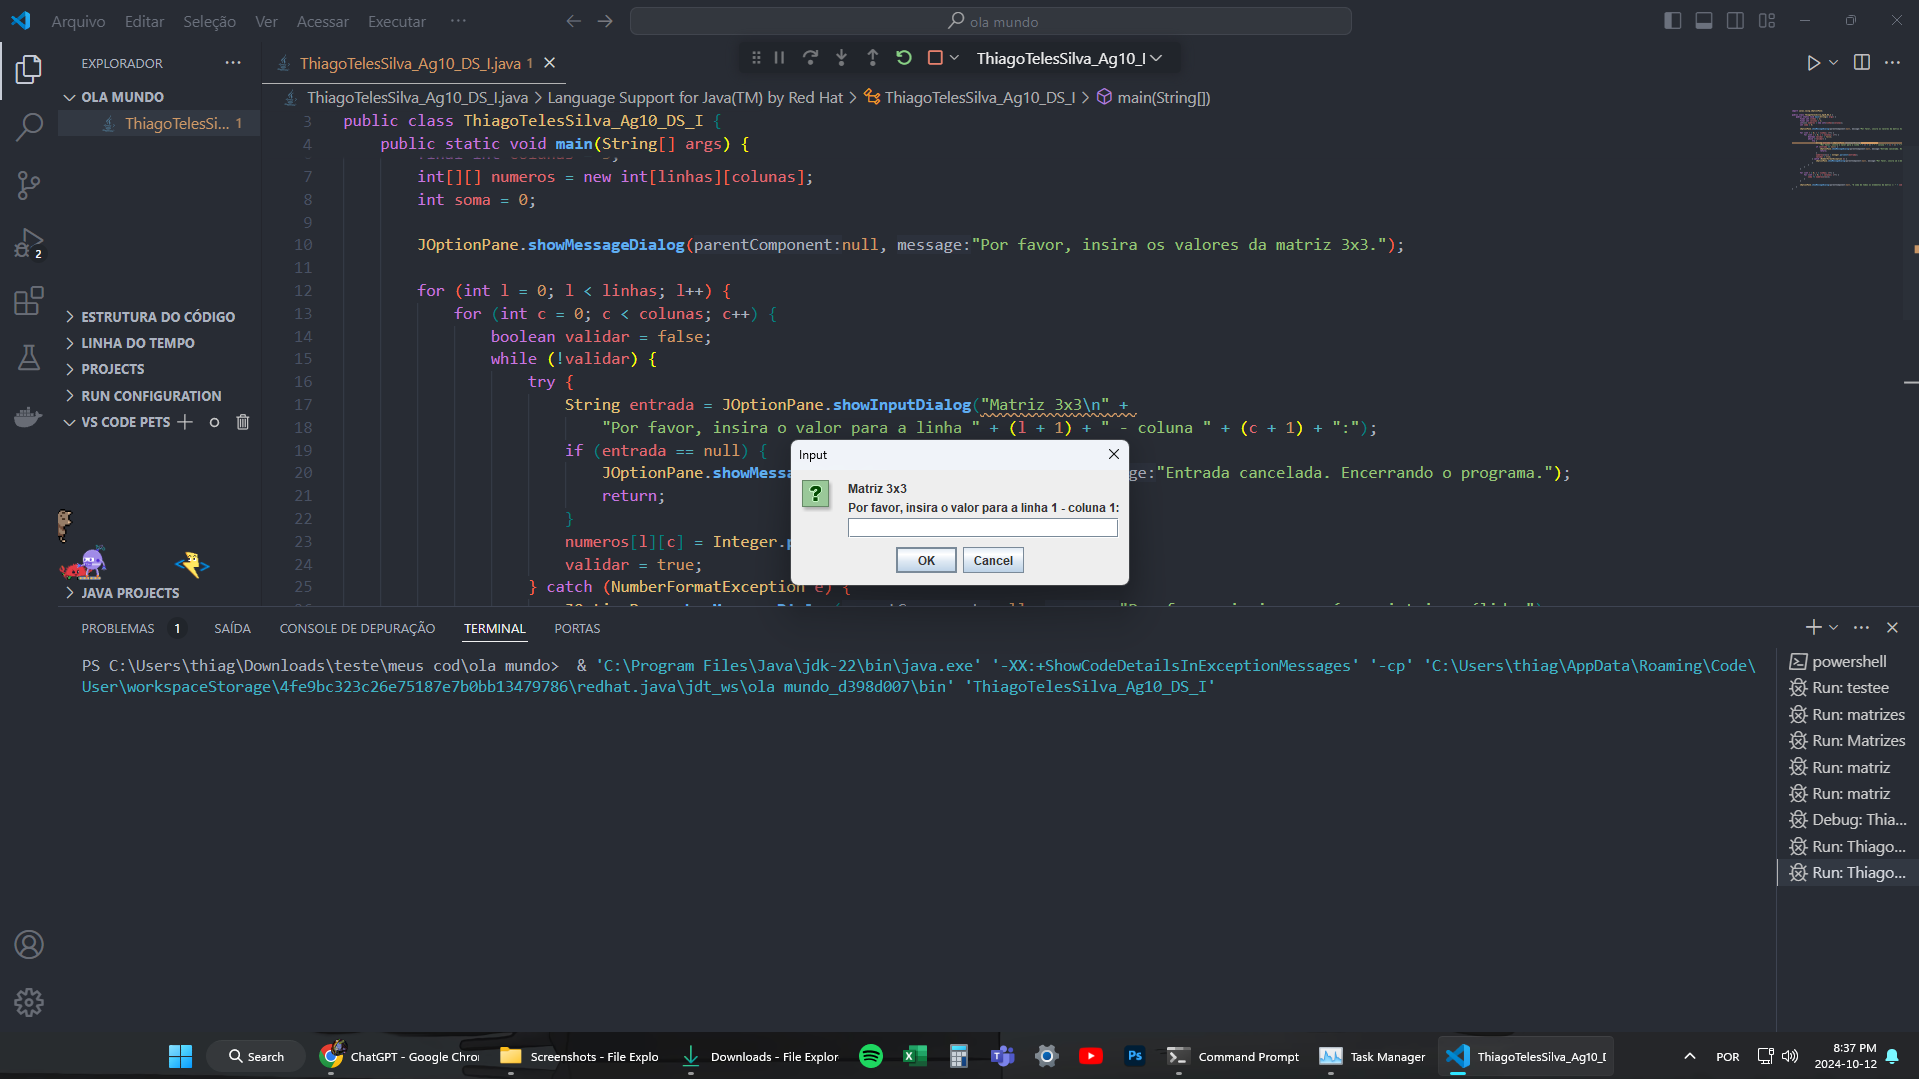 Arquivo Editar Seleção Ver Acessar Executar ···
ola mundo
EXPLORADOR ···
ThiagoTelesSilva_Ag10_DS_I.java 1
ThiagoTelesSilva_Ag10_I
OLA MUNDO
ThiagoTelesSi... 1
ThiagoTelesSilva_Ag10_DS_I.java > Language Support for Java(TM) by Red Hat > ThiagoTelesSilva_Ag10_DS_I > main(String[])
3 public class ThiagoTelesSilva_Ag10_DS_I {
4 public static void main(String[] args) {
7 int[][] numeros = new int[linhas][colunas];
8 int soma = 0;
9
10 JOptionPane.showMessageDialog(parentComponent:null, message:"Por favor, insira os valores da matriz 3x3.");
11
12 for (int l = 0; l < linhas; l++) {
13 for (int c = 0; c < colunas; c++) {
14 boolean validar = false;
15 while (!validar) {
16 try {
17 String entrada = JOptionPane.showInputDialog("Matriz 3x3\n" +
18 "Por favor, insira o valor para a linha " + (l + 1) + " - coluna " + (c + 1) + ":");
19 if (entrada == null) {
20 JOptionPane.showMessa ge:"Entrada cancelada. Encerrando o programa.");
21 return;
22 }
23 numeros[l][c] = Integer.p
24 validar = true;
25 } catch (NumberFormatException e) {
ESTRUTURA DO CÓDIGO
LINHA DO TEMPO
PROJECTS
RUN CONFIGURATION
VS CODE PETS
JAVA PROJECTS
2
Input
Matriz 3x3
Por favor, insira o valor para a linha 1 - coluna 1:
OK Cancel
PROBLEMAS 1 SAÍDA CONSOLE DE DEPURAÇÃO TERMINAL PORTAS
PS C:\Users\thiag\Downloads\teste\meus cod\ola mundo> & 'C:\Program Files\Java\jdk-22\bin\java.exe' '-XX:+ShowCodeDetailsInExceptionMessages' '-cp' 'C:\Users\thiag\AppData\Roaming\Code\
User\workspaceStorage\4fe9bc323c26e75187e7b0bb13479786\redhat.java\jdt_ws\ola mundo_d398d007\bin' 'ThiagoTelesSilva_Ag10_DS_I'
powershell
Run: testee
Run: matrizes
Run: Matrizes
Run: matriz
Run: matriz
Debug: Thia...
Run: Thiago...
Run: Thiago...
Search
ChatGPT - Google Chro
Screenshots - File Explo
Downloads - File Explor
Ps
Command Prompt
Task Manager
ThiagoTelesSilva_Ag10_D
POR
8:37 PM
2024-10-12